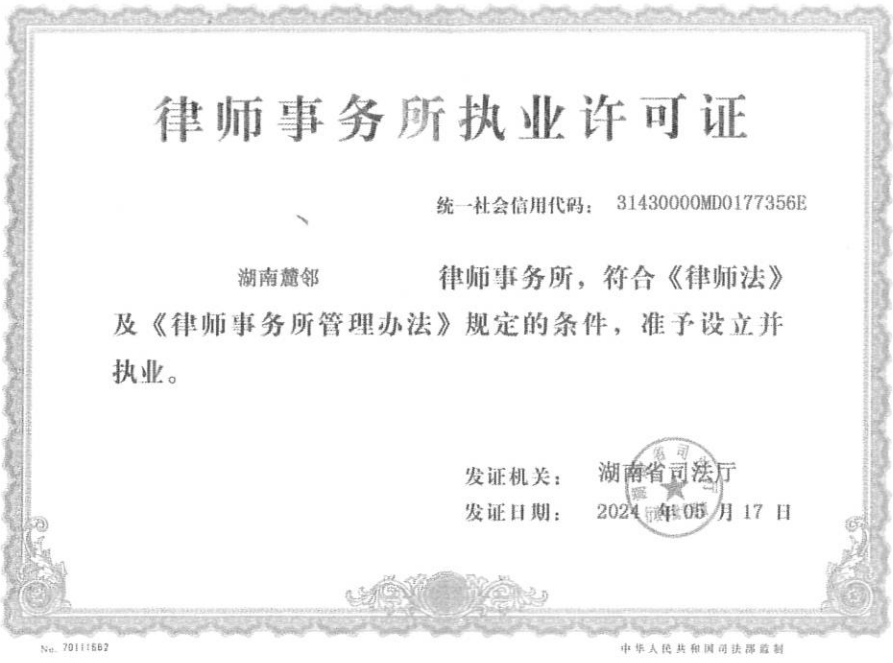 律师事务所执业许可证
统一社会信用代码： 31430000MD0177356E
湖南麓邻 律师事务所，符合《律师法》
及《律师事务所管理办法》规定的条件，准予设立并
执业。
发证机关： 湖南省司法厅
发证日期： 2024 年 05 月 17 日
No. 70111662
中华人民共和国司法部监制